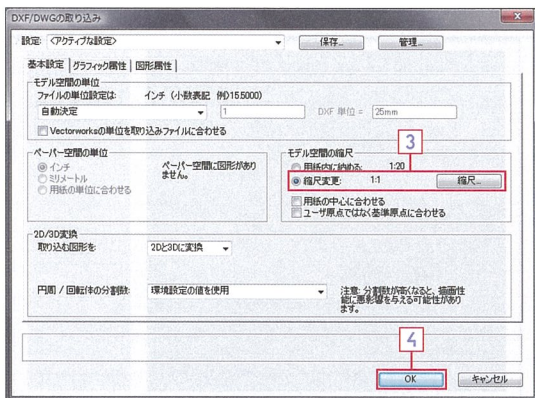 DXF/DWGの取り込み
設定: <アクティブな設定> 保存... 管理...
基本設定 グラフィック属性 図形属性
モデル空間の単位
ファイルの単位設定は インチ (小数表記 例)15.5000)
自動決定 1 DXF 単位 = 25mm
Vectorworksの単位を取り込みファイルに合わせる
ペーパー空間の単位
インチ
ミリメートル
用紙の単位に合わせる
ペーパー空間に図形があり
ません。
モデル空間の縮尺
3
用紙内に納める: 1:20
縮尺変更: 1:1 縮尺...
用紙の中心に合わせる
ユーザ原点ではなく基準原点に合わせる
2D/3D変換
取り込む図形を: 2Dと3Dに変換
円周 / 回転体の分割数: 環境設定の値を使用
注意: 分割数が高くなると、描画性
能に悪影響を与える可能性があり
ます。
4
OK キャンセル